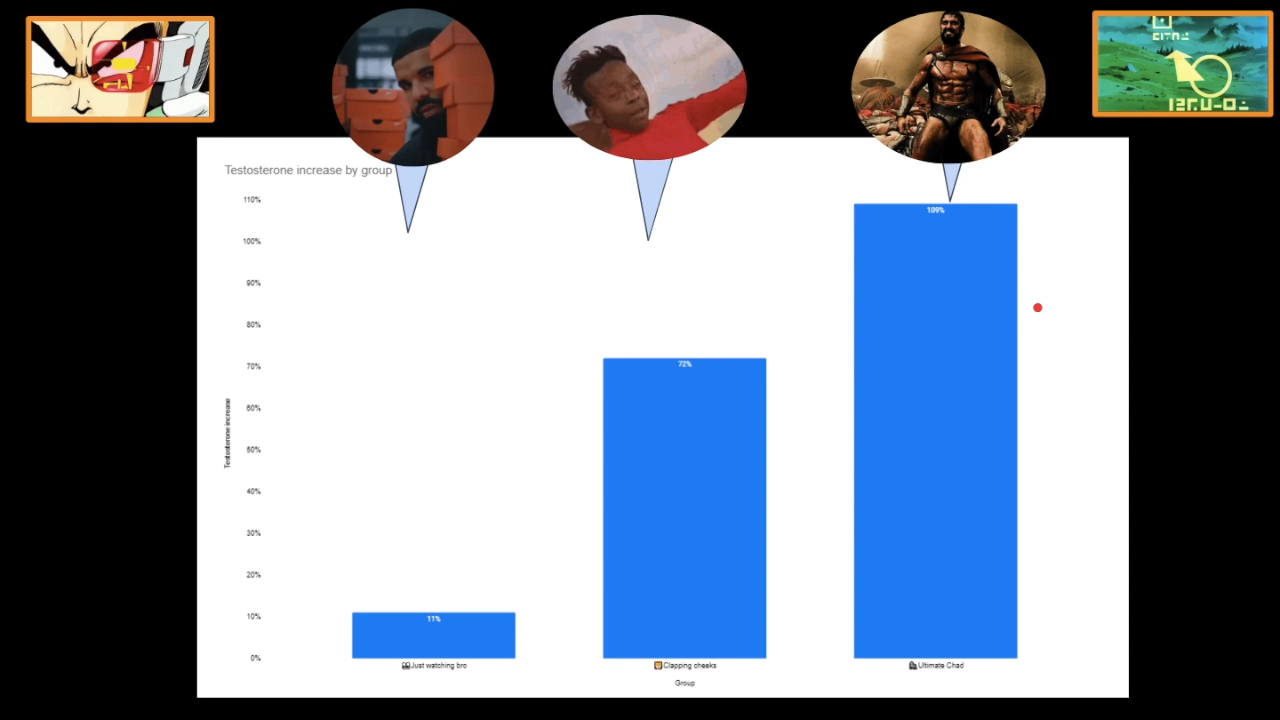 Testosterone increase by group
110%
100%
90%
80%
70%
60%
50%
40%
30%
20%
10%
0%
Testosterone increase
11%
72%
109%
Just watching bro
Clapping cheeks
Ultimate Chad
Group